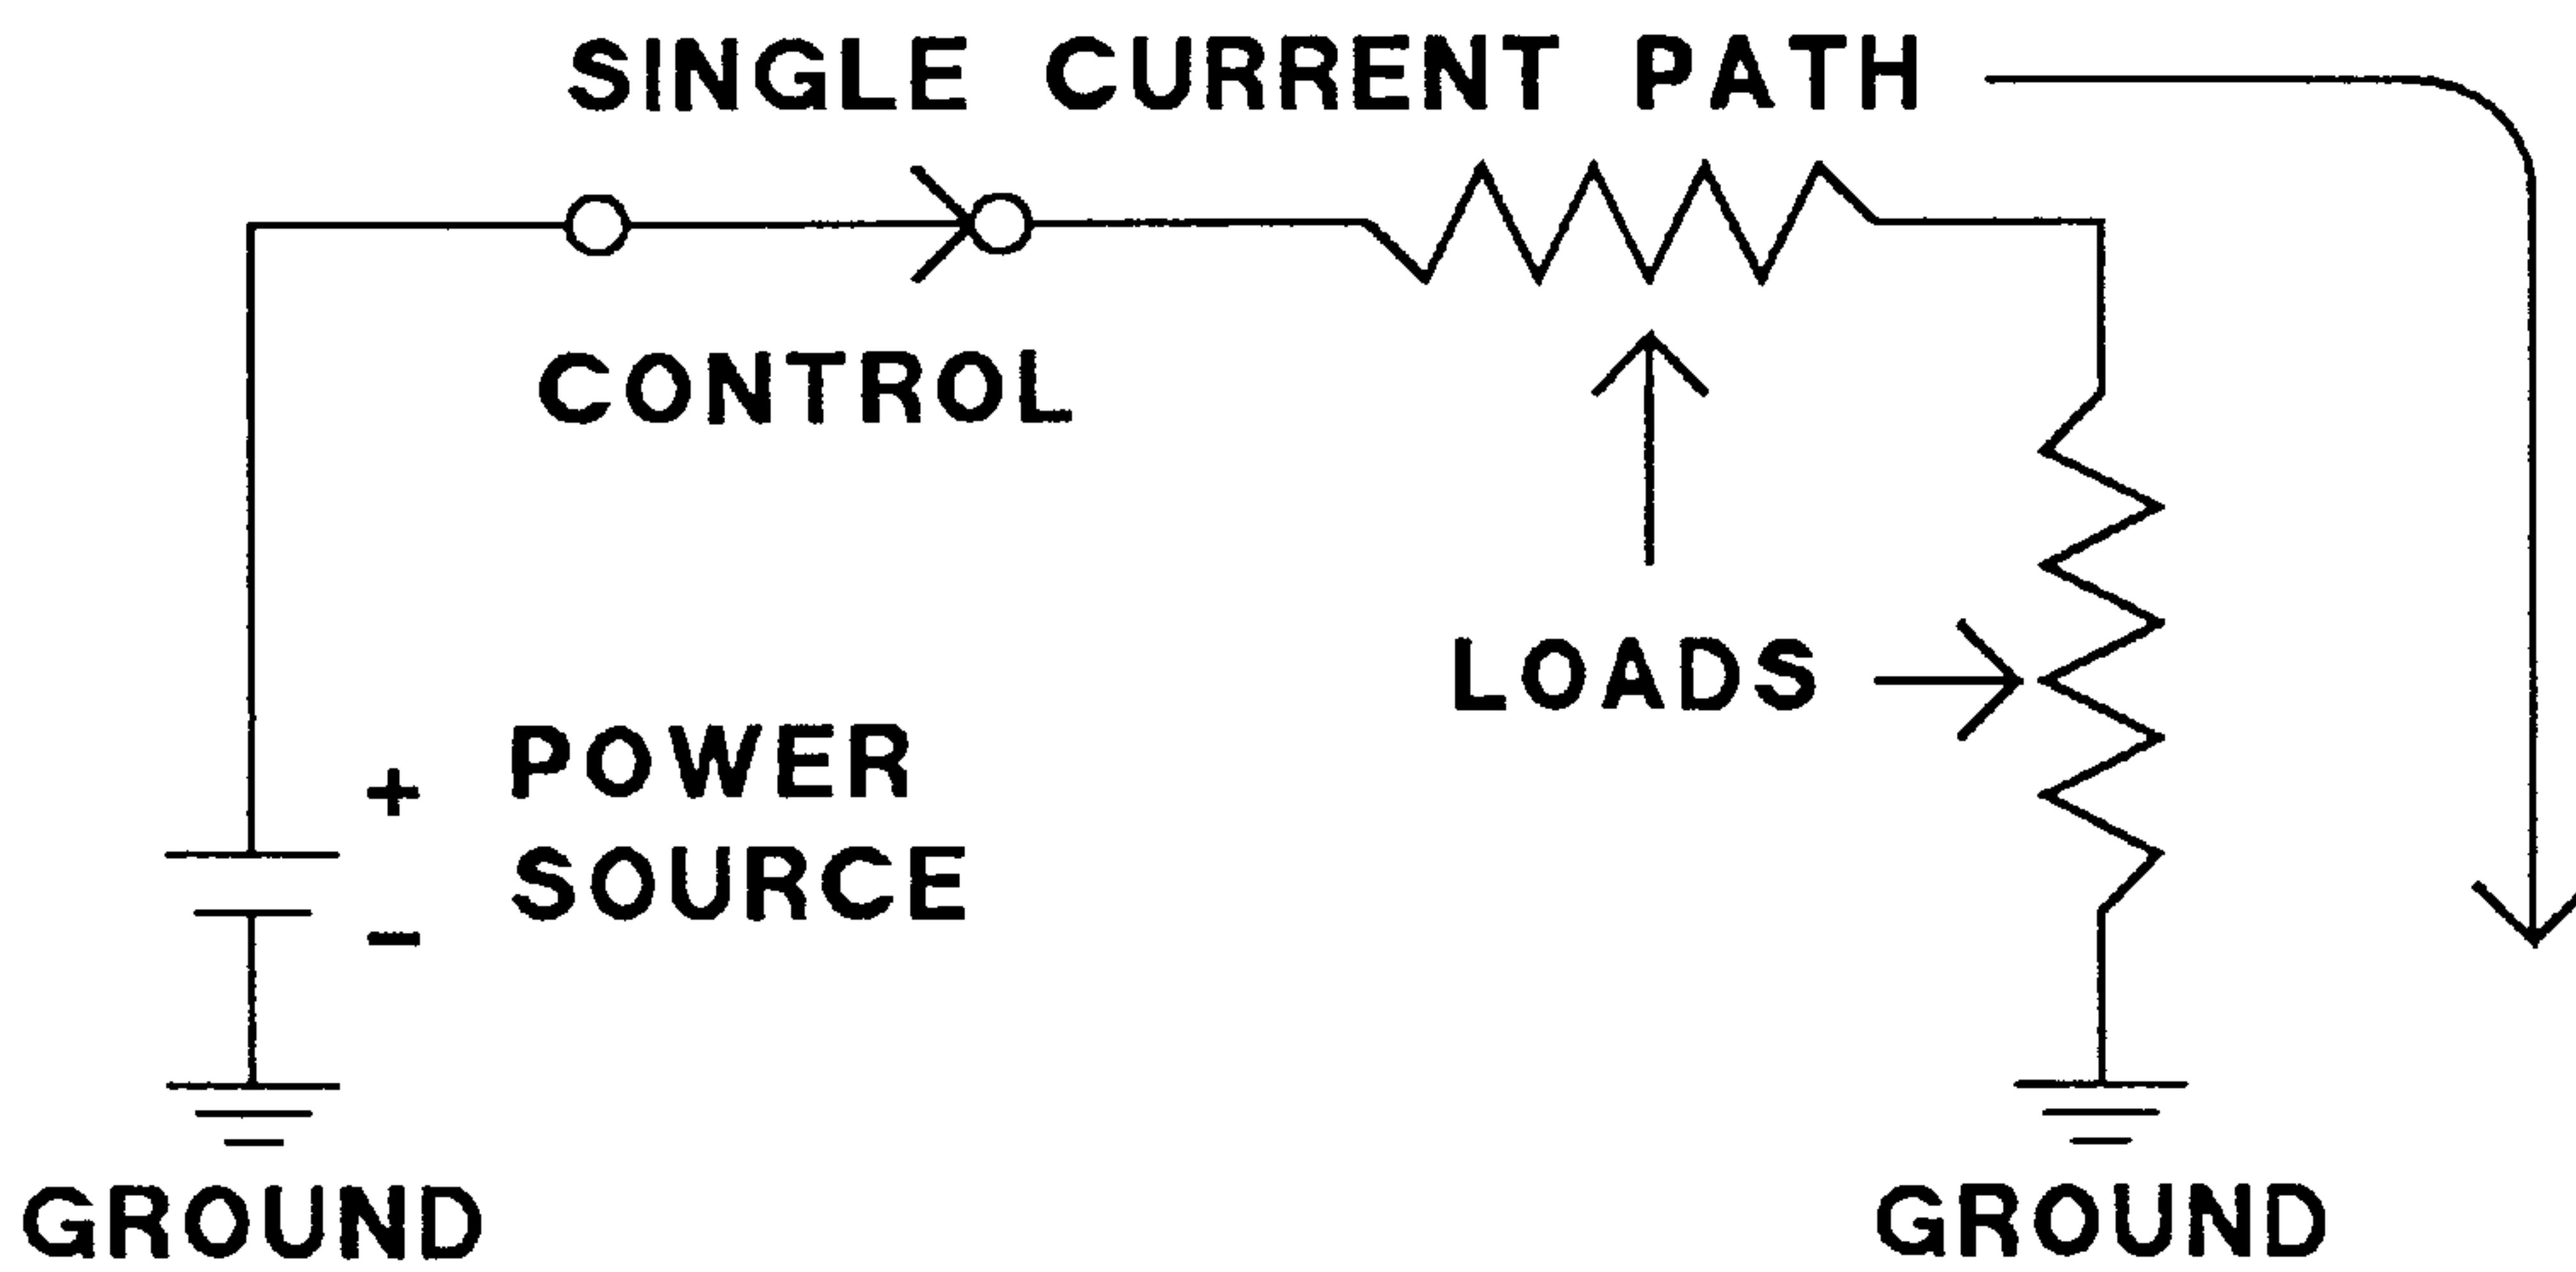 SINGLE CURRENT PATH
CONTROL
LOADS
+ POWER
SOURCE
-
GROUND
GROUND